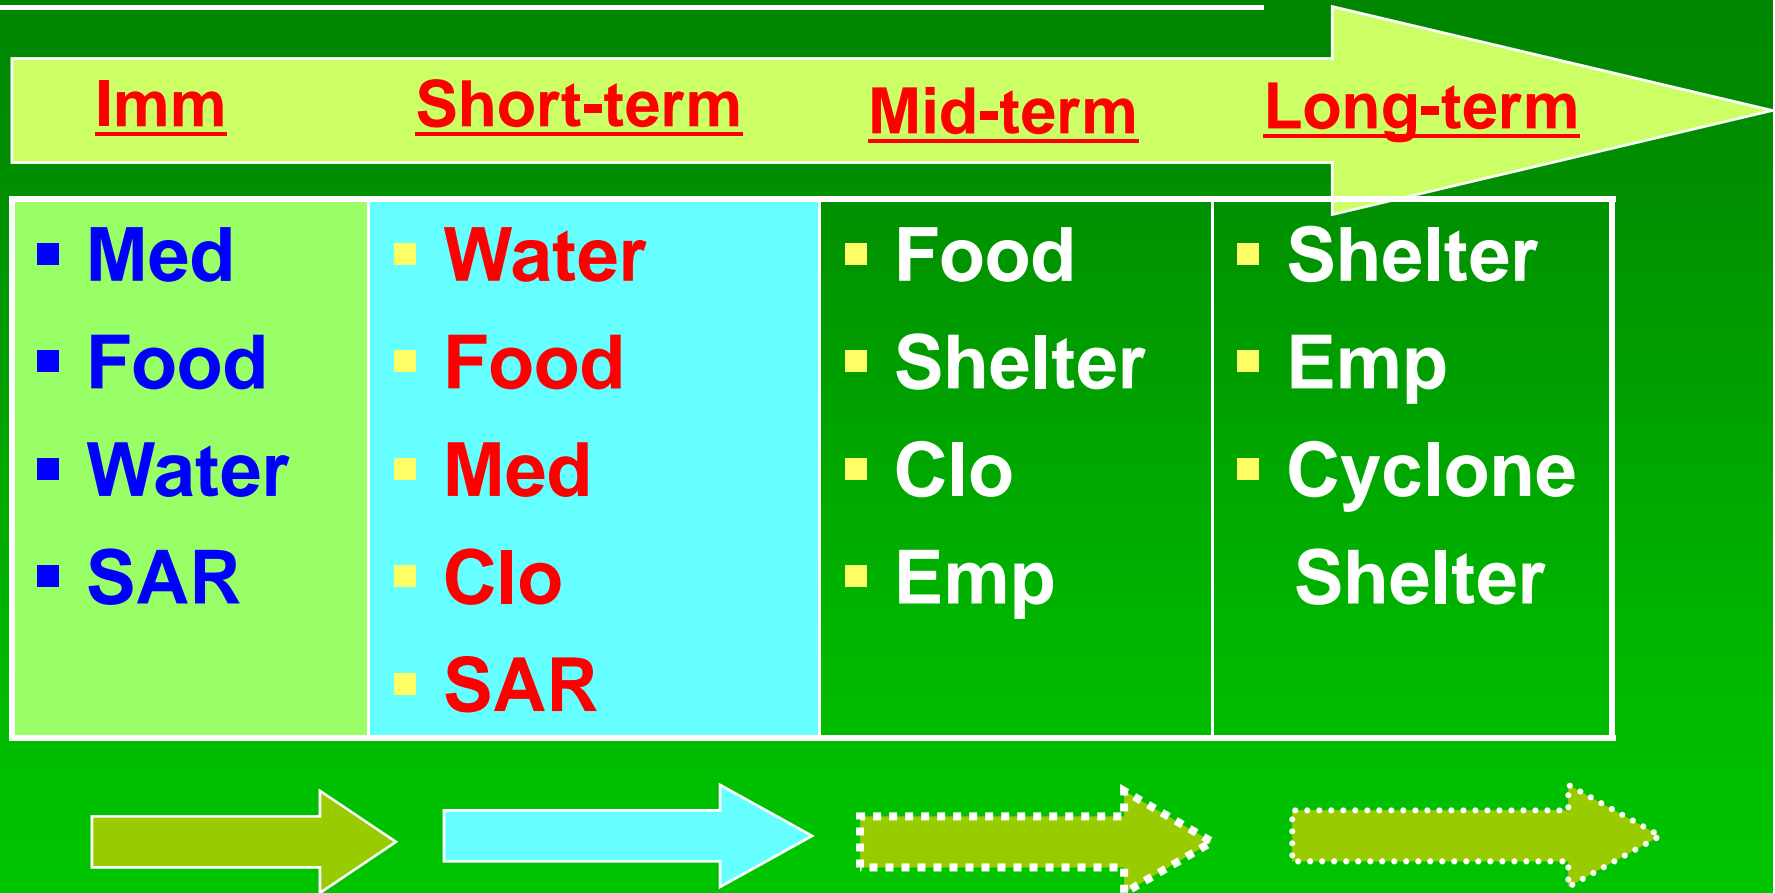 Imm
Short-term
Mid-term
Long-term
Med
Food
Water
SAR
Water
Food
Med
Clo
SAR
Food
Shelter
Clo
Emp
Shelter
Emp
Cyclone
Shelter